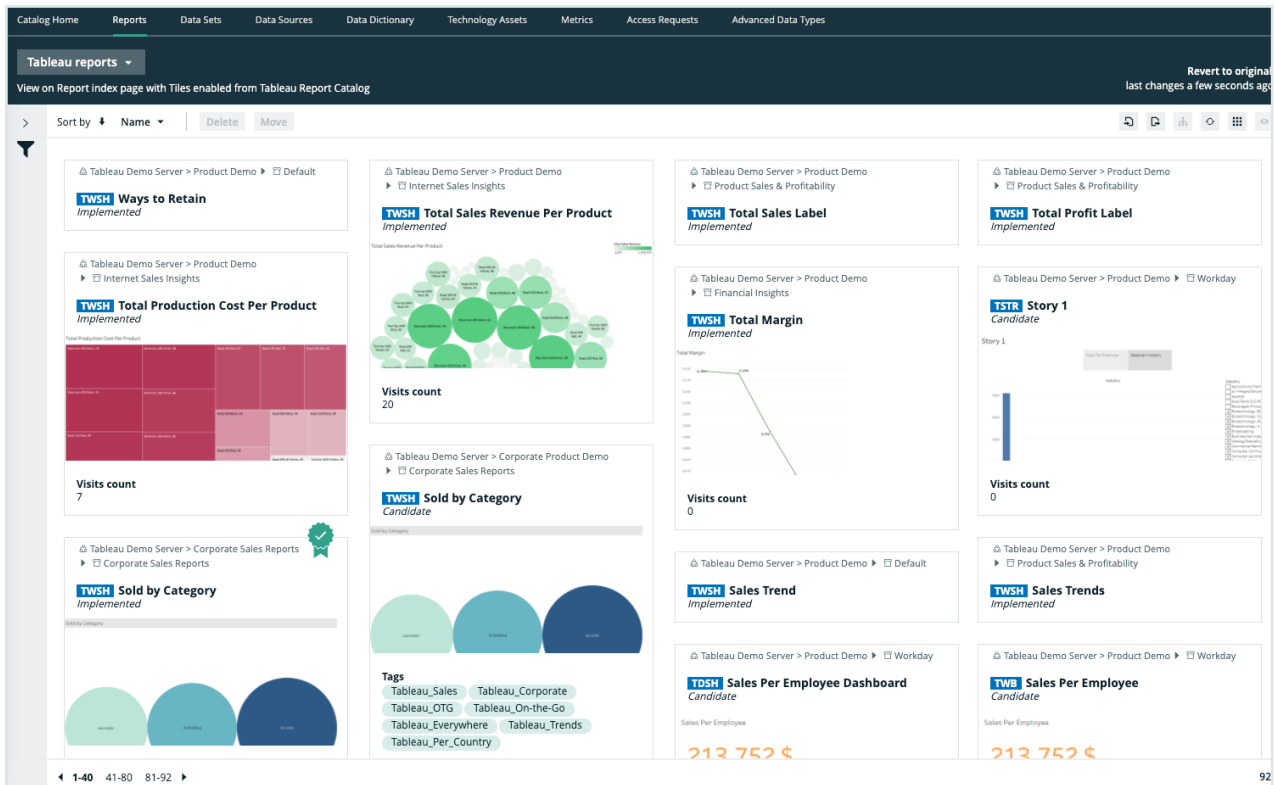 Catalog Home Reports Data Sets Data Sources Data Dictionary Technology Assets Metrics Access Requests Advanced Data Types
Tableau reports
View on Report index page with Tiles enabled from Tableau Report Catalog
Revert to original
last changes a few seconds ago
Sort by Name Delete Move
Tableau Demo Server > Product Demo Default
TWSH Ways to Retain
Implemented
Tableau Demo Server > Product Demo
Internet Sales Insights
TWSH Total Production Cost Per Product
Implemented
Total Production Cost Per Product
Visits count
7
Tableau Demo Server > Corporate Sales Reports
Corporate Sales Reports
TWSH Sold by Category
Implemented
Sold by Category
Tableau Demo Server > Product Demo
Internet Sales Insights
TWSH Total Sales Revenue Per Product
Implemented
Total Sales Revenue Per Product
Visits count
20
Tableau Demo Server > Corporate Product Demo
Corporate Sales Reports
TWSH Sold by Category
Candidate
Sold by Category
Tags
Tableau_Sales Tableau_Corporate
Tableau_OTG Tableau_On-the-Go
Tableau_Everywhere Tableau_Trends
Tableau_Per_Country
Tableau Demo Server > Product Demo
Product Sales & Profitability
TWSH Total Sales Label
Implemented
Tableau Demo Server > Product Demo
Financial Insights
TWSH Total Margin
Implemented
Total Margin
Visits count
0
Tableau Demo Server > Product Demo Default
TWSH Sales Trend
Implemented
Tableau Demo Server > Product Demo Workday
TDSH Sales Per Employee Dashboard
Candidate
Sales Per Employee
213,752 $
Tableau Demo Server > Product Demo
Product Sales & Profitability
TWSH Total Profit Label
Implemented
Tableau Demo Server > Product Demo Workday
TSTR Story 1
Candidate
Story 1
Industry
Visits count
0
Tableau Demo Server > Product Demo
Product Sales & Profitability
TWSH Sales Trends
Implemented
Tableau Demo Server > Product Demo Workday
TWB Sales Per Employee
Candidate
Sales Per Employee
213,752 $
1-40 41-80 81-92
92